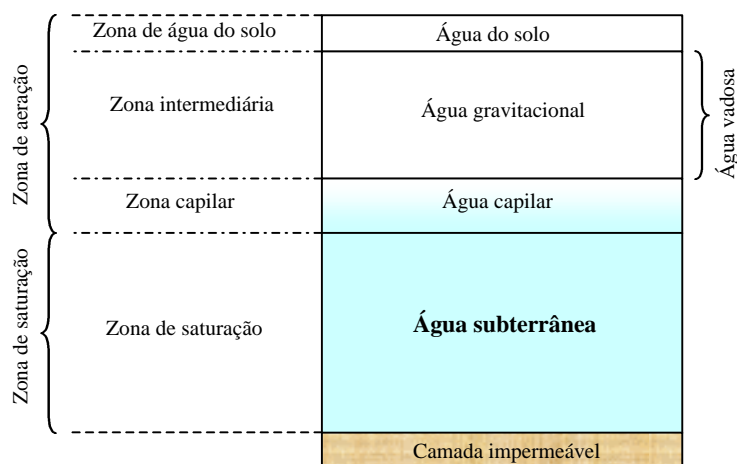 Zona de água do solo
Água do solo
Zona de aeração
Zona intermediária
Água gravitacional
Água vadosa
Zona capilar
Água capilar
Zona de saturação
Zona de saturação
Água subterrânea
Camada impermeável